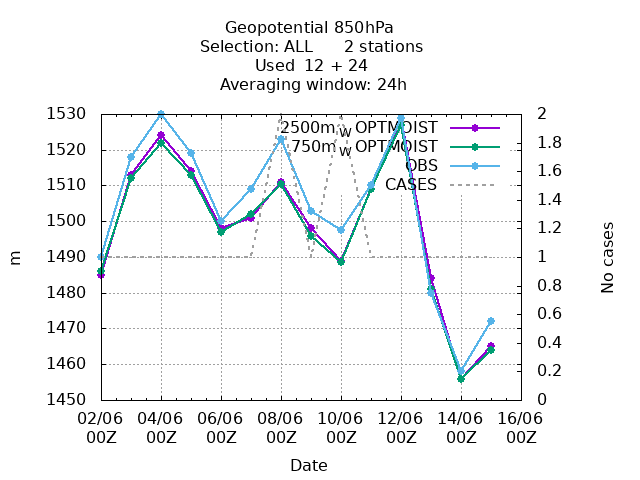 Geopotential 850hPa
Selection: ALL 2 stations
Used 12 + 24
Averaging window: 24h
1530 2
2500m_w OPTMOIST
1520 1.8
750m_w OPTMOIST
OBS
1510 1.6
CASES
1500 1.4
1.2
1490 1
m
No cases
1480 0.8
1470 0.6
1460 0.4
0.2
1450 0
02/06 04/06 06/06 08/06 10/06 12/06 14/06 16/06
00Z 00Z 00Z 00Z 00Z 00Z 00Z 00Z
Date